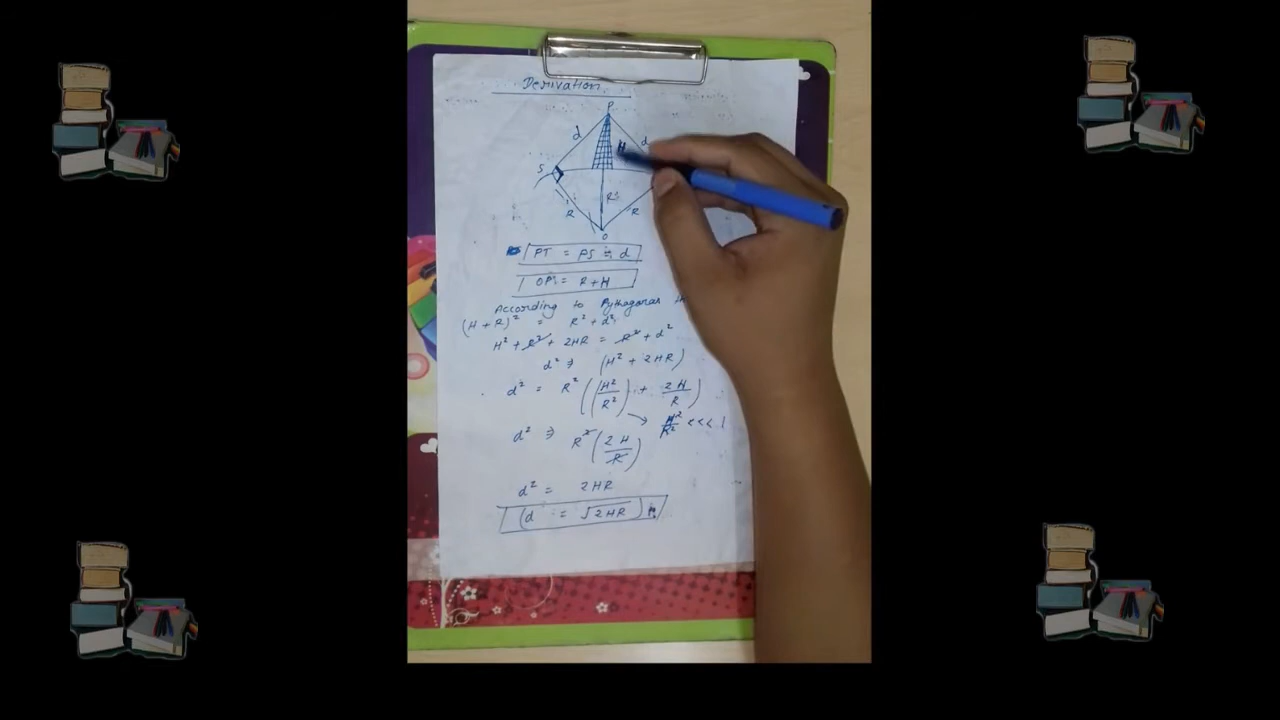 Derivation
P
d
d
H
S
R
R
R
O
PT = PS = d
OP = R + H
According to Pythagoras
(H + R)² = R² + d²
H² + R² + 2HR = R² + d²
d² ⇒ (H² + 2HR)
d² = R² ((H²/R²) + 2H/R)
→ H²/R² <<< 1
d² ⇒ R² (2H/R)
d² = 2HR
(d = √2HR)